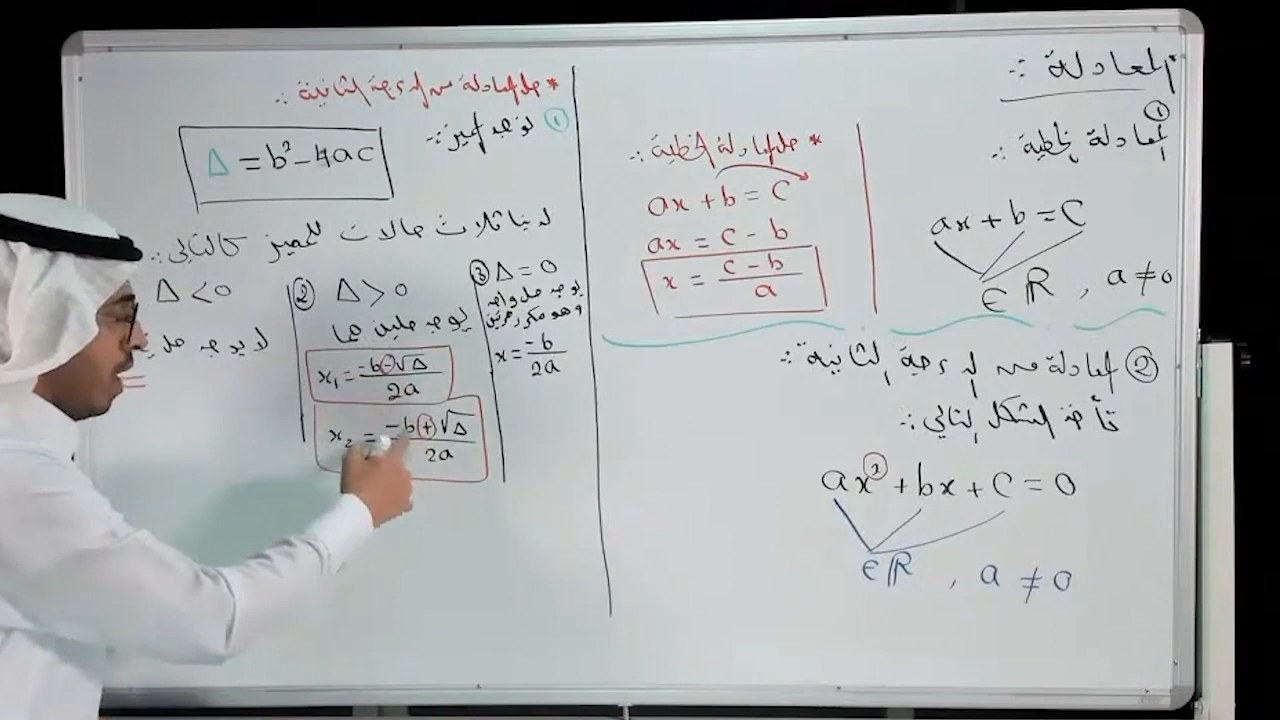 المعادلة :-
①
المعادلة الخطية :-
ax + b = c
∈ ℝ , a ≠ 0
② المعادلة من الدرجة الثانية :-
تأخذ الشكل التالي :-
ax² + bx + c = 0
∈ ℝ , a ≠ 0
* حل المعادلة الخطية :-
ax + b = c
ax = c - b
x = (c - b) / a
* حل المعادلة من الدرجة الثانية :-
① نوجد المميز :-
Δ = b² - 4ac
لدينا ثلاث حالات للمميز كالتالي :-
Δ < 0
لا يوجد حل
② Δ > 0
يوجد حلين هما
x₁ = (-b - √Δ) / 2a
x₂ = (-b + √Δ) / 2a
③ Δ = 0
يوجد حل واحد
وهو مكرر مرتين
x = -b / 2a